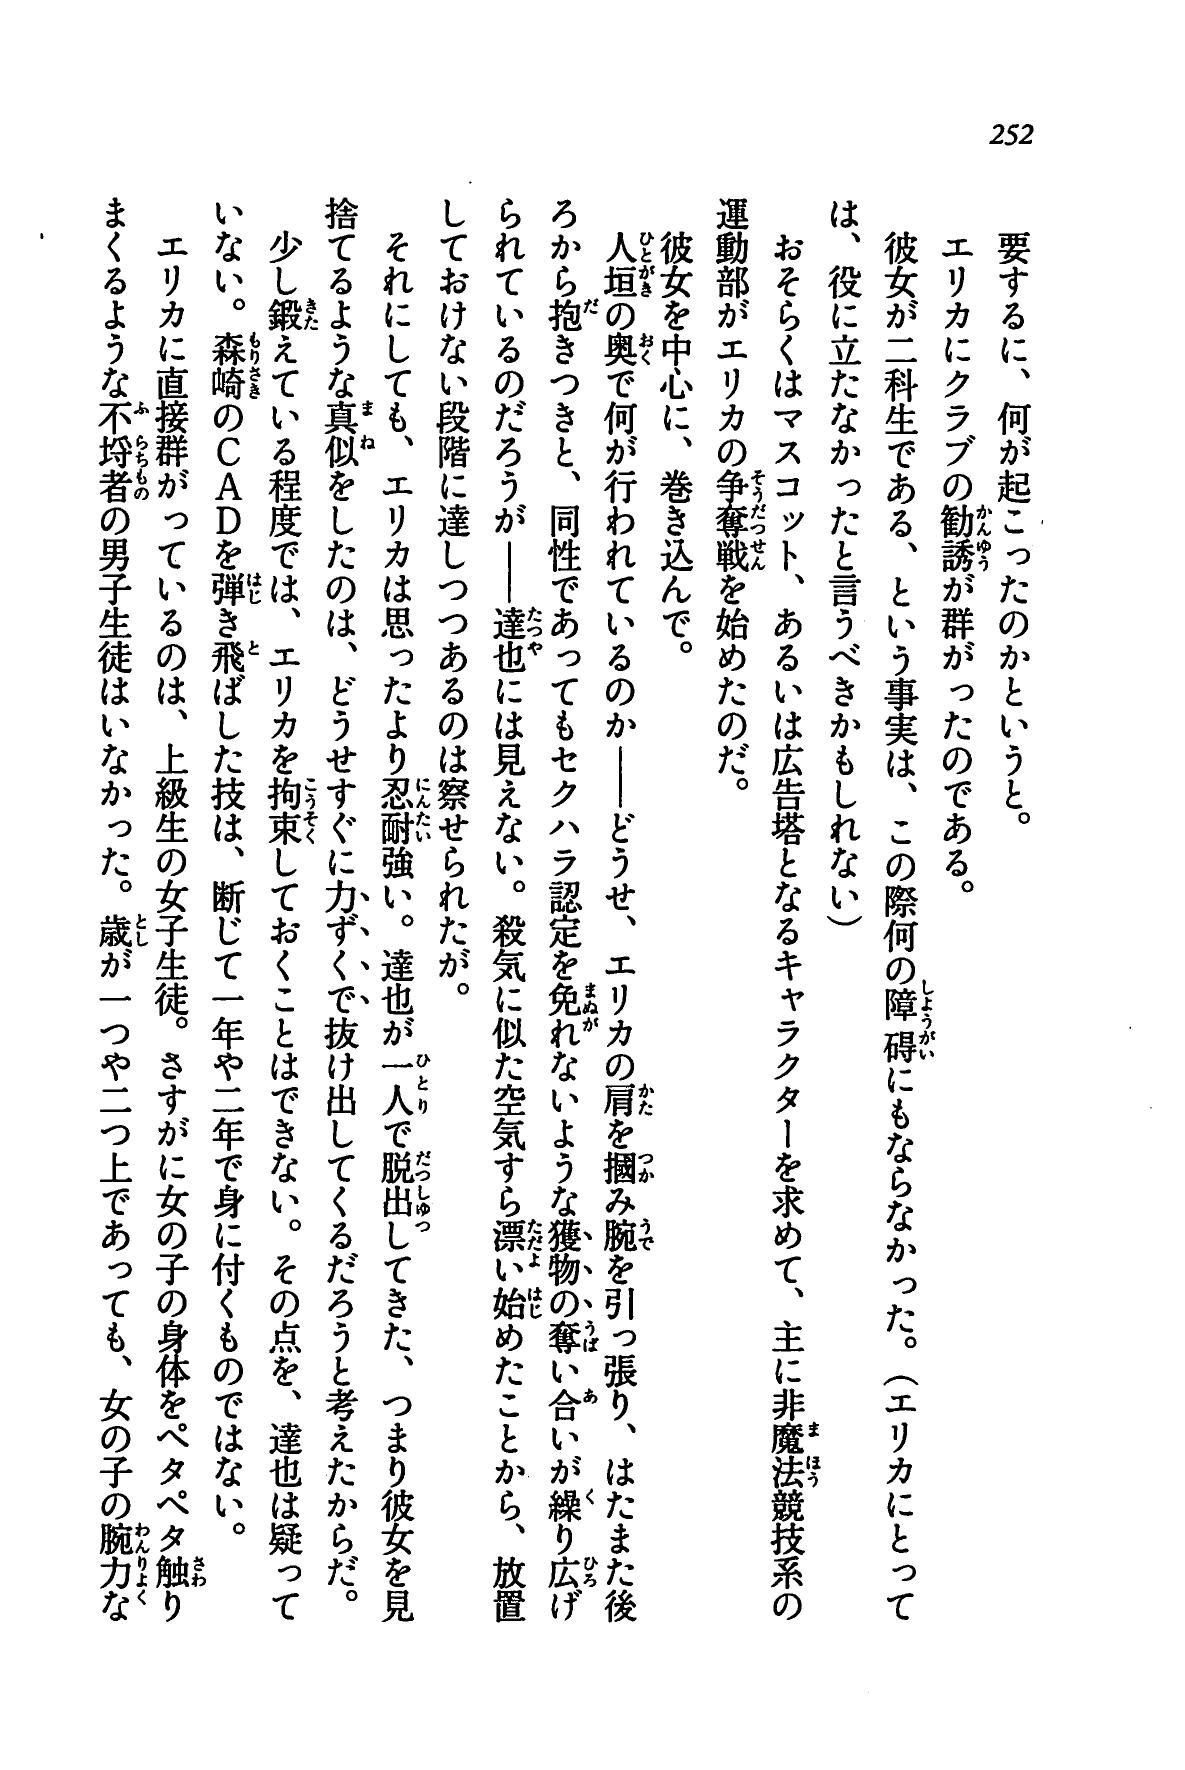 252
要するに、何が起こったのかというと。
エリカにクラブの勧誘が群がったのである。
彼女が二科生である、という事実は、この際何の障碍にもならなかった。（エリカにとって
は、役に立たなかったと言うべきかもしれない）
おそらくはマスコット、あるいは広告塔となるキャラクターを求めて、主に非魔法競技系の
運動部がエリカの争奪戦を始めたのだ。
彼女を中心に、巻き込んで。
人垣の奥で何が行われているのか――どうせ、エリカの肩を摑み腕を引っ張り、はたまた後
ろから抱きつきと、同性であってもセクハラ認定を免れないような獲物の奪い合いが繰り広げ
られているのだろうが――達也には見えない。殺気に似た空気すら漂い始めたことから、放置
しておけない段階に達しつつあるのは察せられたが。
それにしても、エリカは思ったより忍耐強い。達也が一人で脱出してきた、つまり彼女を見
捨てるような真似をしたのは、どうせすぐに力ずくで抜け出してくるだろうと考えたからだ。
少し鍛えている程度では、エリカを拘束しておくことはできない。その点を、達也は疑って
いない。森崎のＣＡＤを弾き飛ばした技は、断じて一年や二年で身に付くものではない。
エリカに直接群がっているのは、上級生の女子生徒。さすがに女の子の身体をペタペタ触り
まくるような不埒者の男子生徒はいなかった。歳が一つや二つ上であっても、女の子の腕力な